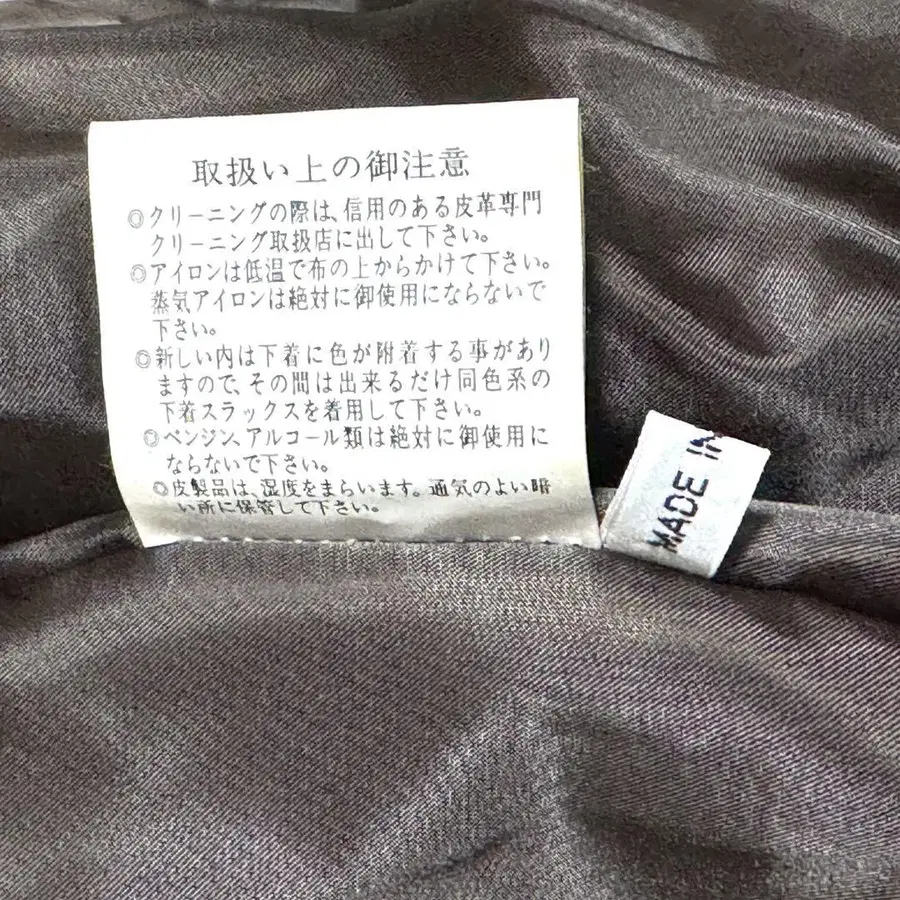 取扱い上の御注意
◎クリーニングの際は、信用のある皮革専門
クリーニング取扱店に出して下さい。
◎アイロンは低温で布の上からかけて下さい。
蒸気アイロンは絶対に御使用にならないで
下さい。
◎新しい内は下着に色が附着する事があり
ますので、その間は出来るだけ同色系の
下着スラックスを着用して下さい。
◎ベンジン、アルコール類は絶対に御使用に
ならないで下さい。
◎皮製品は、湿度をきらいます。通気のよい暗
い所に保管して下さい。
MADE IN